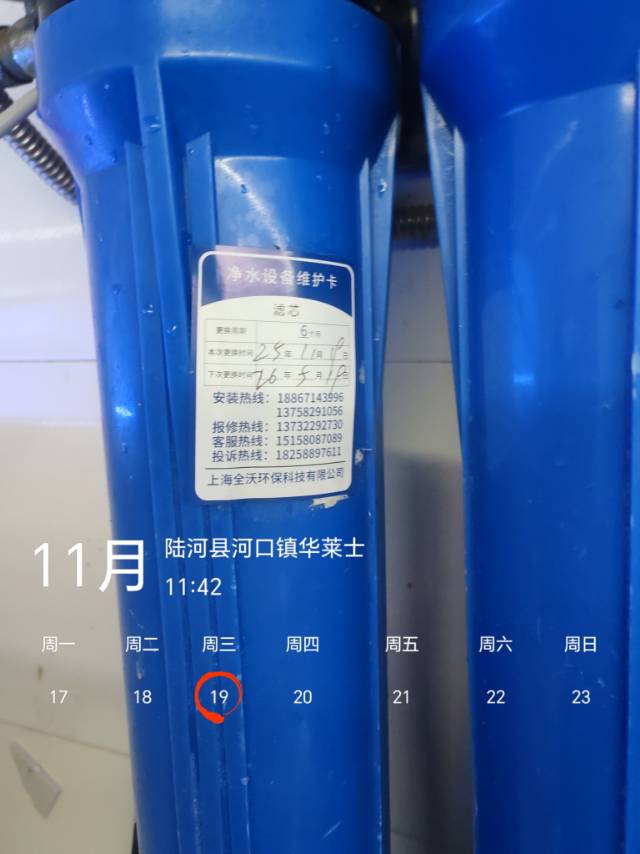 净水设备维护卡
滤芯
更换周期 6个月
本次更换时间 25年 11月 19日
下次更换时间 26年 5月 19日
安装热线：18867143996
13758291056
报修热线：13732292730
客服热线：15158087089
投诉热线：18258897611
上海全沃环保科技有限公司
11月 陆河县河口镇华莱士
11:42
周一 周二 周三 周四 周五 周六 周日
17 18 19 20 21 22 23